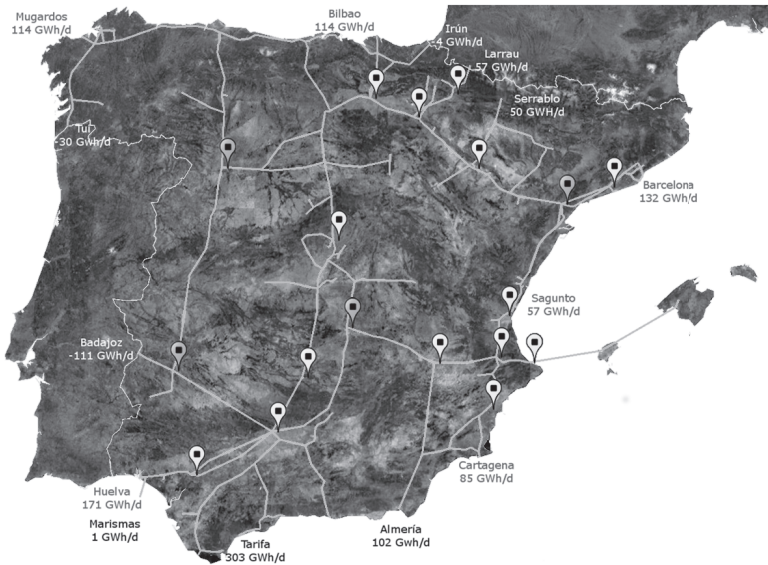 Mugardos
114 GWh/d
Bilbao
114 GWh/d
Irún
-4 GWh/d
Larrau
57 GWh/d
Serrablo
50 GWH/d
Tui
-30 GWh/d
Barcelona
132 GWh/d
Sagunto
57 GWh/d
Badajoz
-111 GWh/d
Cartagena
85 GWh/d
Huelva
171 GWh/d
Marismas
1 GWh/d
Almería
102 Gwh/d
Tarifa
303 GWh/d